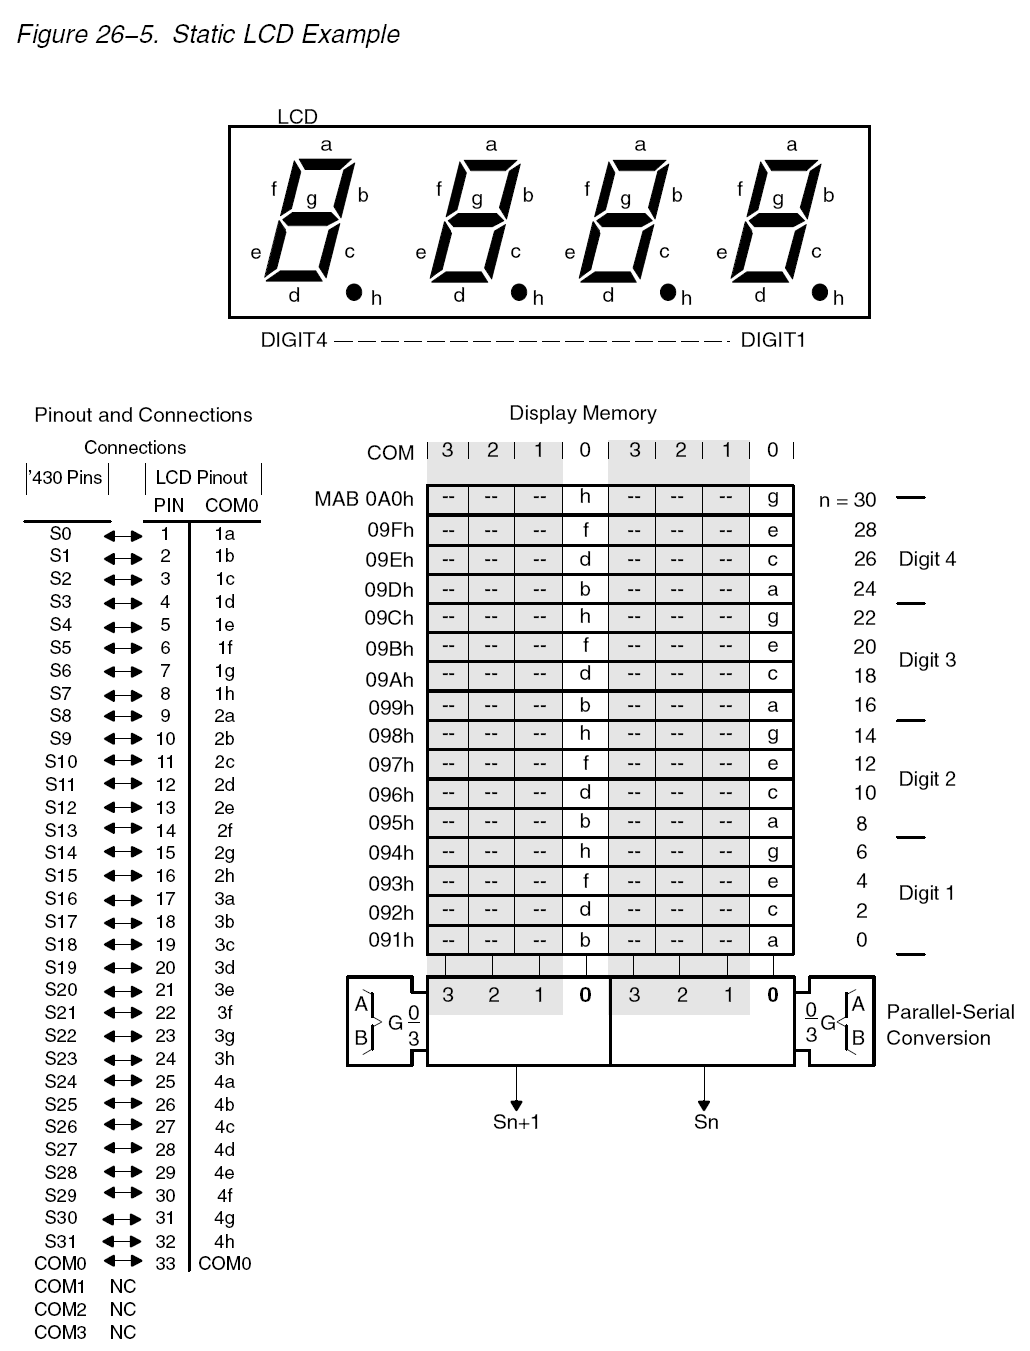 Figure 26–5. Static LCD Example
LCD
a a a a
f g b f g b f g b f g b
e c e c e c e c
d h d h d h d h
DIGIT4 DIGIT1
Pinout and Connections
Connections
'430 Pins LCD Pinout
PIN COM0
S0 1 1a
S1 2 1b
S2 3 1c
S3 4 1d
S4 5 1e
S5 6 1f
S6 7 1g
S7 8 1h
S8 9 2a
S9 10 2b
S10 11 2c
S11 12 2d
S12 13 2e
S13 14 2f
S14 15 2g
S15 16 2h
S16 17 3a
S17 18 3b
S18 19 3c
S19 20 3d
S20 21 3e
S21 22 3f
S22 23 3g
S23 24 3h
S24 25 4a
S25 26 4b
S26 27 4c
S27 28 4d
S28 29 4e
S29 30 4f
S30 31 4g
S31 32 4h
COM0 33 COM0
COM1 NC
COM2 NC
COM3 NC
Display Memory
COM 3 2 1 0 3 2 1 0
MAB 0A0h -- -- -- h -- -- -- g n = 30
09Fh -- -- -- f -- -- -- e 28
09Eh -- -- -- d -- -- -- c 26 Digit 4
09Dh -- -- -- b -- -- -- a 24
09Ch -- -- -- h -- -- -- g 22
09Bh -- -- -- f -- -- -- e 20
Digit 3
09Ah -- -- -- d -- -- -- c 18
099h -- -- -- b -- -- -- a 16
098h -- -- -- h -- -- -- g 14
097h -- -- -- f -- -- -- e 12
Digit 2
096h -- -- -- d -- -- -- c 10
095h -- -- -- b -- -- -- a 8
094h -- -- -- h -- -- -- g 6
093h -- -- -- f -- -- -- e 4
Digit 1
092h -- -- -- d -- -- -- c 2
091h -- -- -- b -- -- -- a 0
3 2 1 0 3 2 1 0
A 0 0 A
G G
B 3 3 B
Parallel-Serial
Conversion
Sn+1 Sn